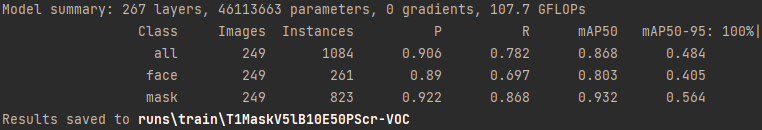 Model summary: 267 layers, 46113663 parameters, 0 gradients, 107.7 GFLOPs
Class Images Instances P R mAP50 mAP50-95: 100%|
all 249 1084 0.906 0.782 0.868 0.484
face 249 261 0.89 0.697 0.803 0.405
mask 249 823 0.922 0.868 0.932 0.564
Results saved to runs\train\T1MaskV5lB10E50PScr-VOC